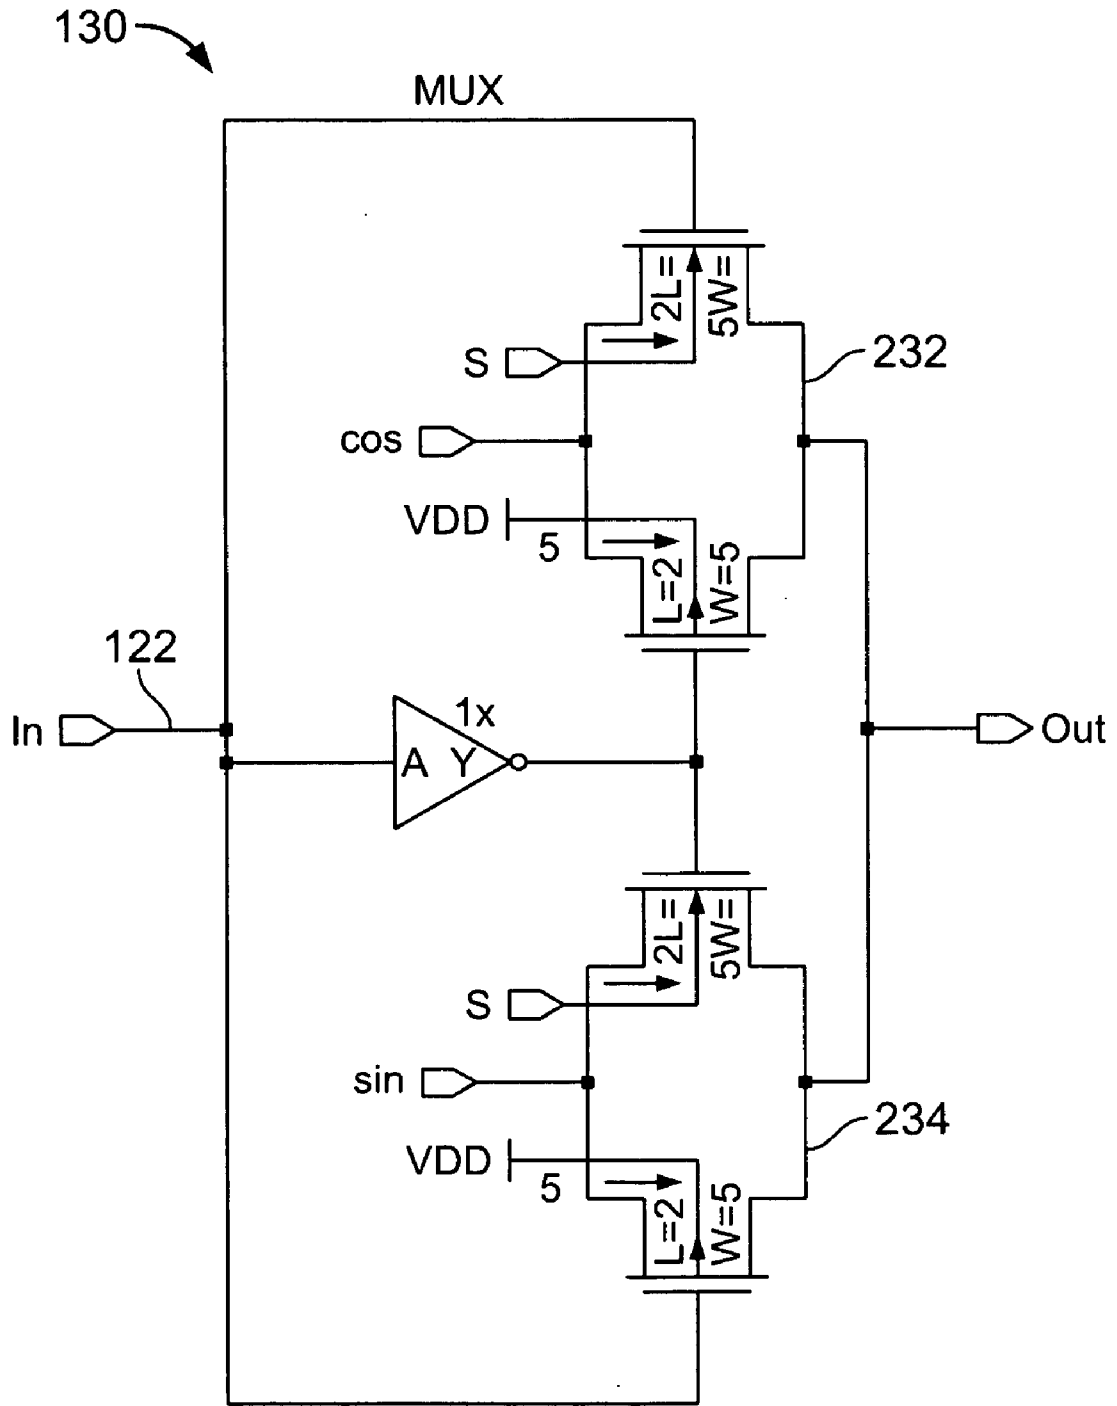 130
MUX
2L=
5W=
S
232
cos
VDD
5
L=2
W=5
122
In
1x
A Y
Out
2L=
5W=
S
sin
234
VDD
5
L=2
W=5